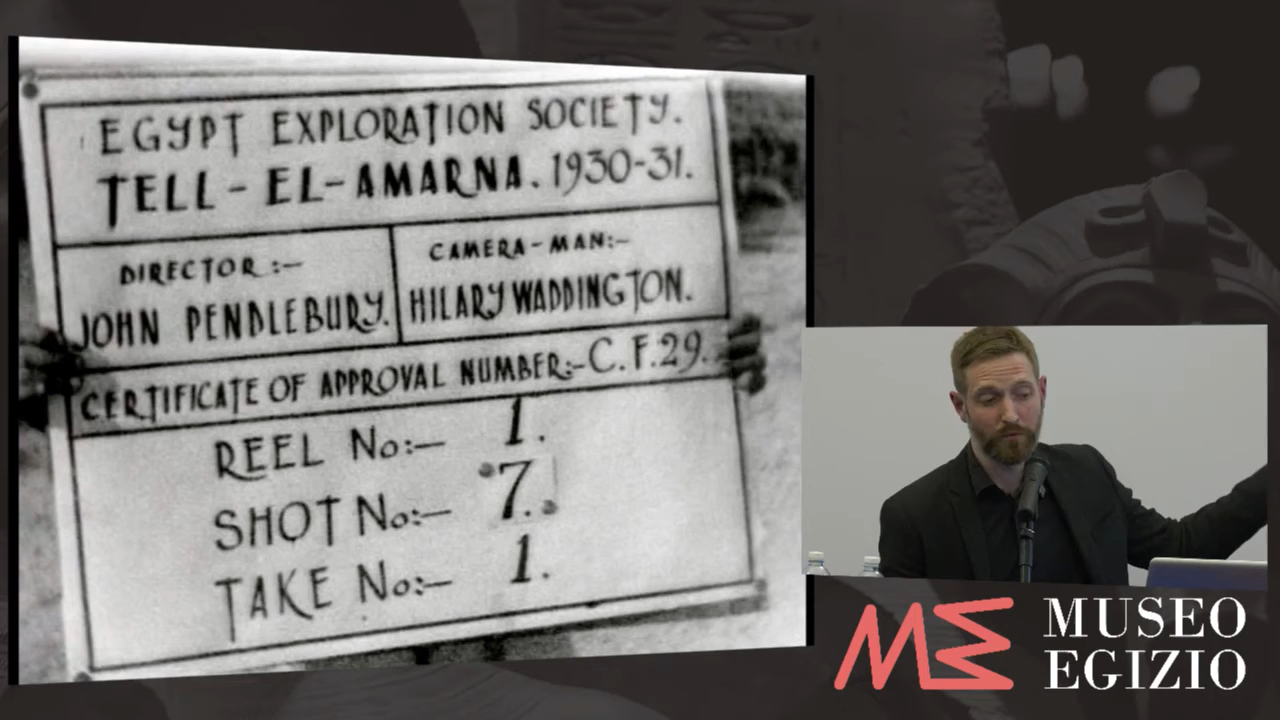 EGYPT EXPLORATION SOCIETY.
TELL-EL-AMARNA. 1930-31.
DIRECTOR:-
JOHN PENDLEBURY.
CAMERA-MAN:-
HILARY WADDINGTON.
CERTIFICATE OF APPROVAL NUMBER:- C.F.29.
REEL No:- 1.
SHOT No:- 7.
TAKE No:- 1.
ME
MUSEO
EGIZIO